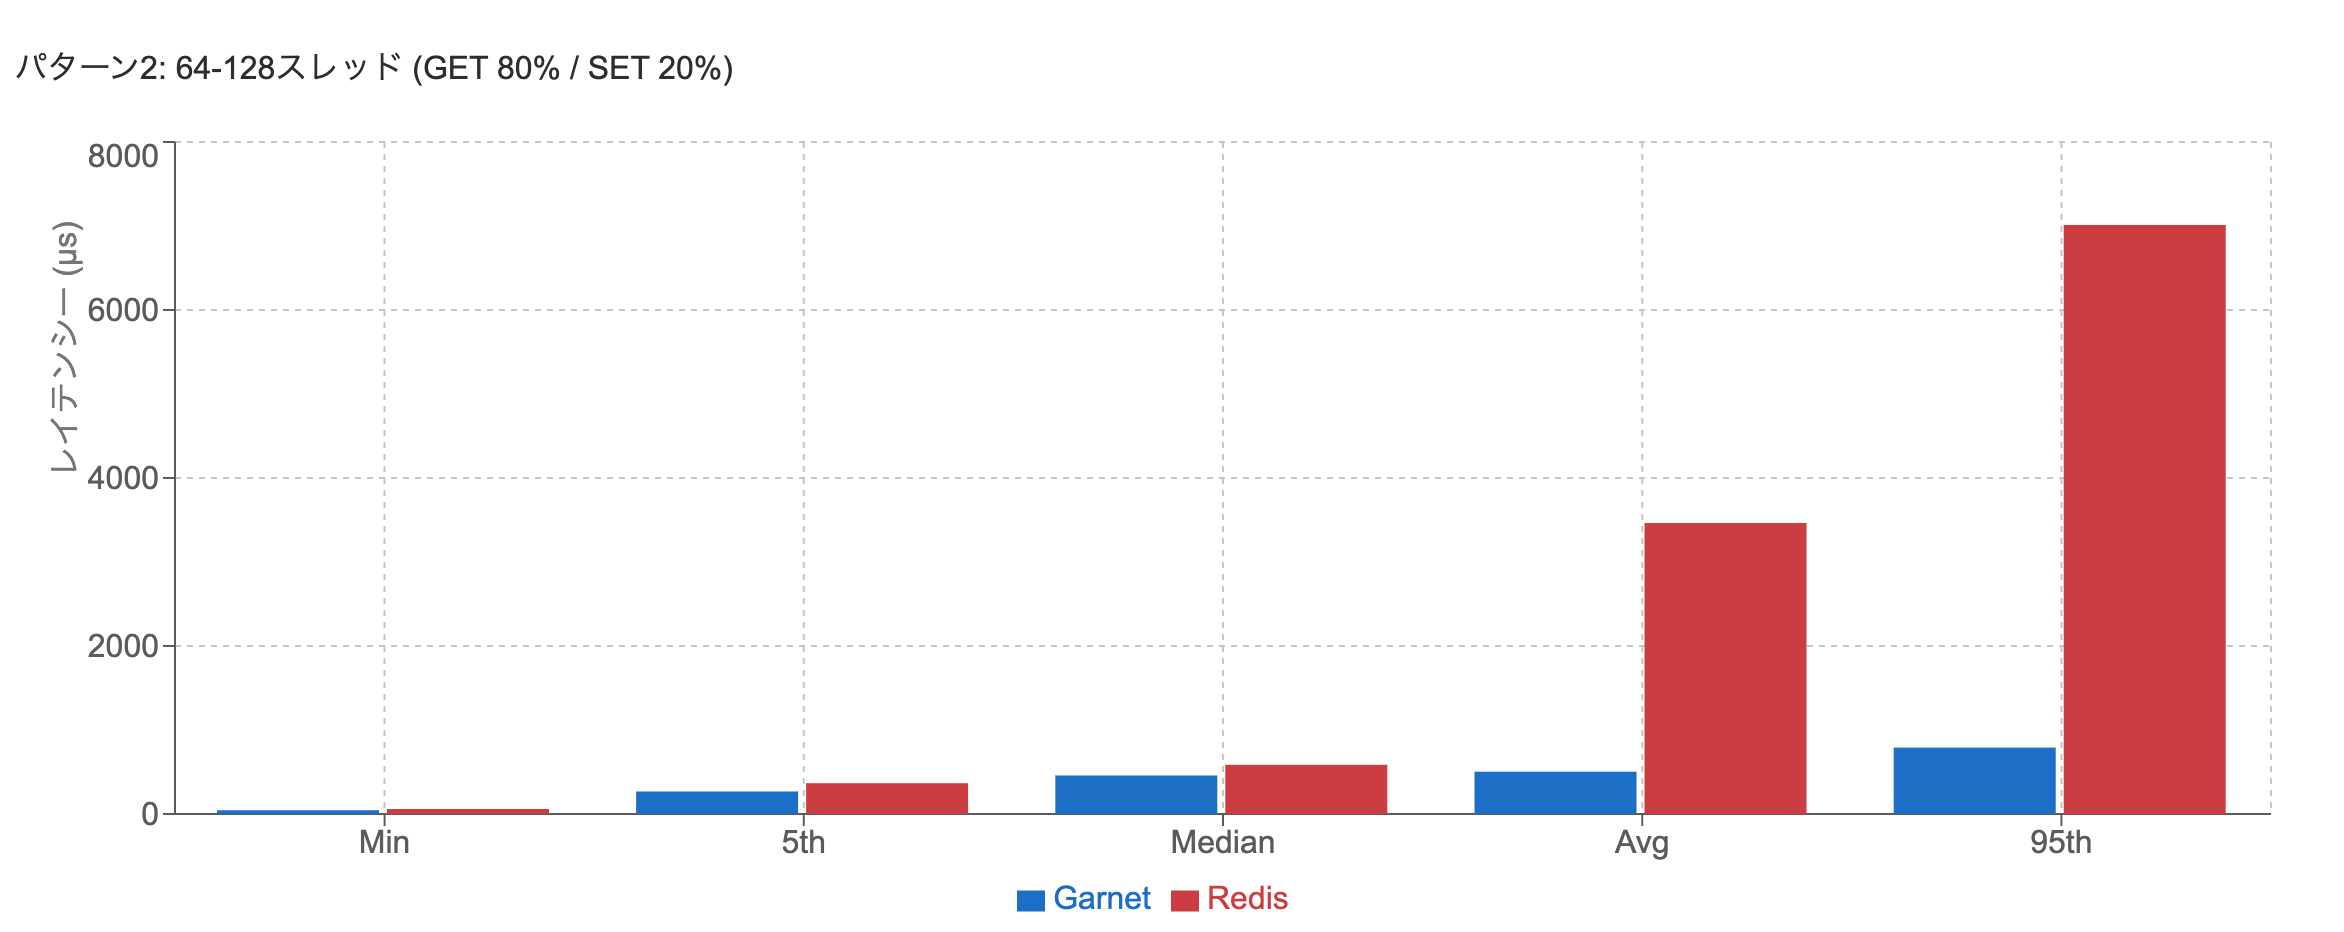 パターン2: 64-128スレッド (GET 80% / SET 20%)
8000
6000
4000
2000
0
レイテンシー (μs)
Min
5th
Median
Avg
95th
Garnet
Redis